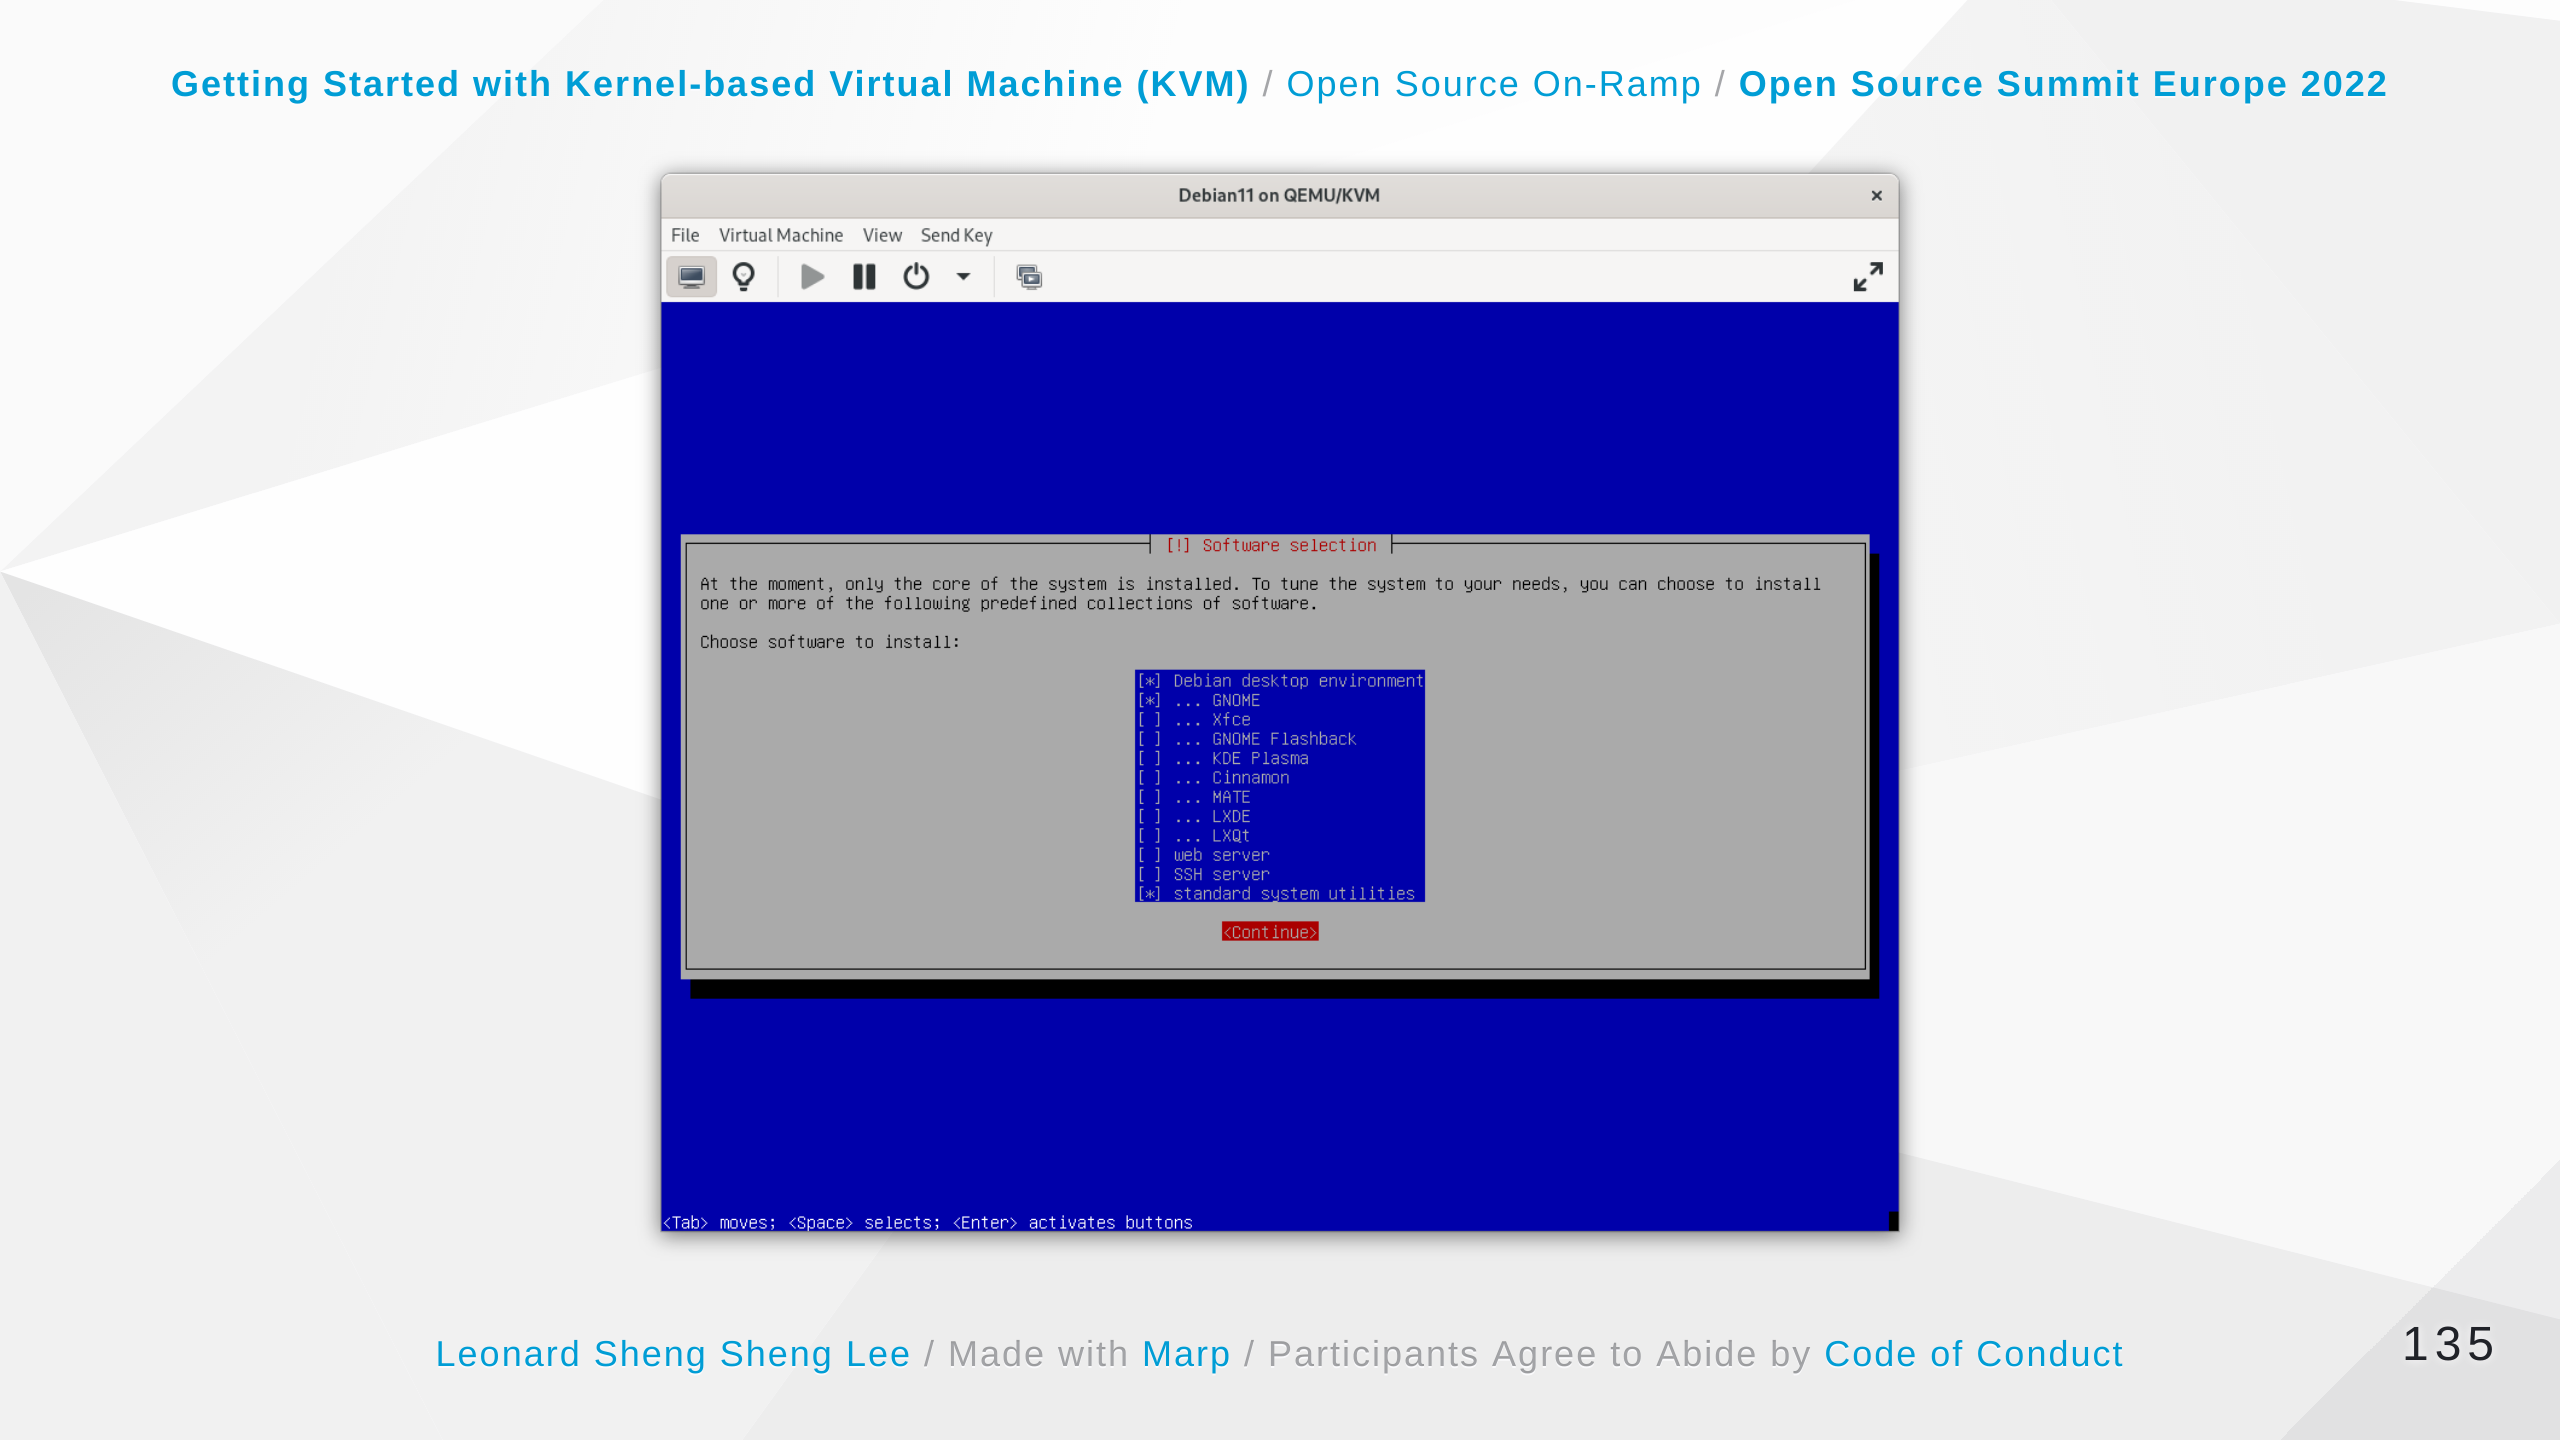 Getting Started with Kernel-based Virtual Machine (KVM) / Open Source On-Ramp / Open Source Summit Europe 2022
Debian11 on QEMU/KVM ×
File Virtual Machine View Send Key
[!] Software selection
At the moment, only the core of the system is installed. To tune the system to your needs, you can choose to install
one or more of the following predefined collections of software.
Choose software to install:
[*] Debian desktop environment
[*] ... GNOME
[ ] ... Xfce
[ ] ... GNOME Flashback
[ ] ... KDE Plasma
[ ] ... Cinnamon
[ ] ... MATE
[ ] ... LXDE
[ ] ... LXQt
[ ] web server
[ ] SSH server
[*] standard system utilities
<Continue>
<Tab> moves; <Space> selects; <Enter> activates buttons
Leonard Sheng Sheng Lee / Made with Marp / Participants Agree to Abide by Code of Conduct
135